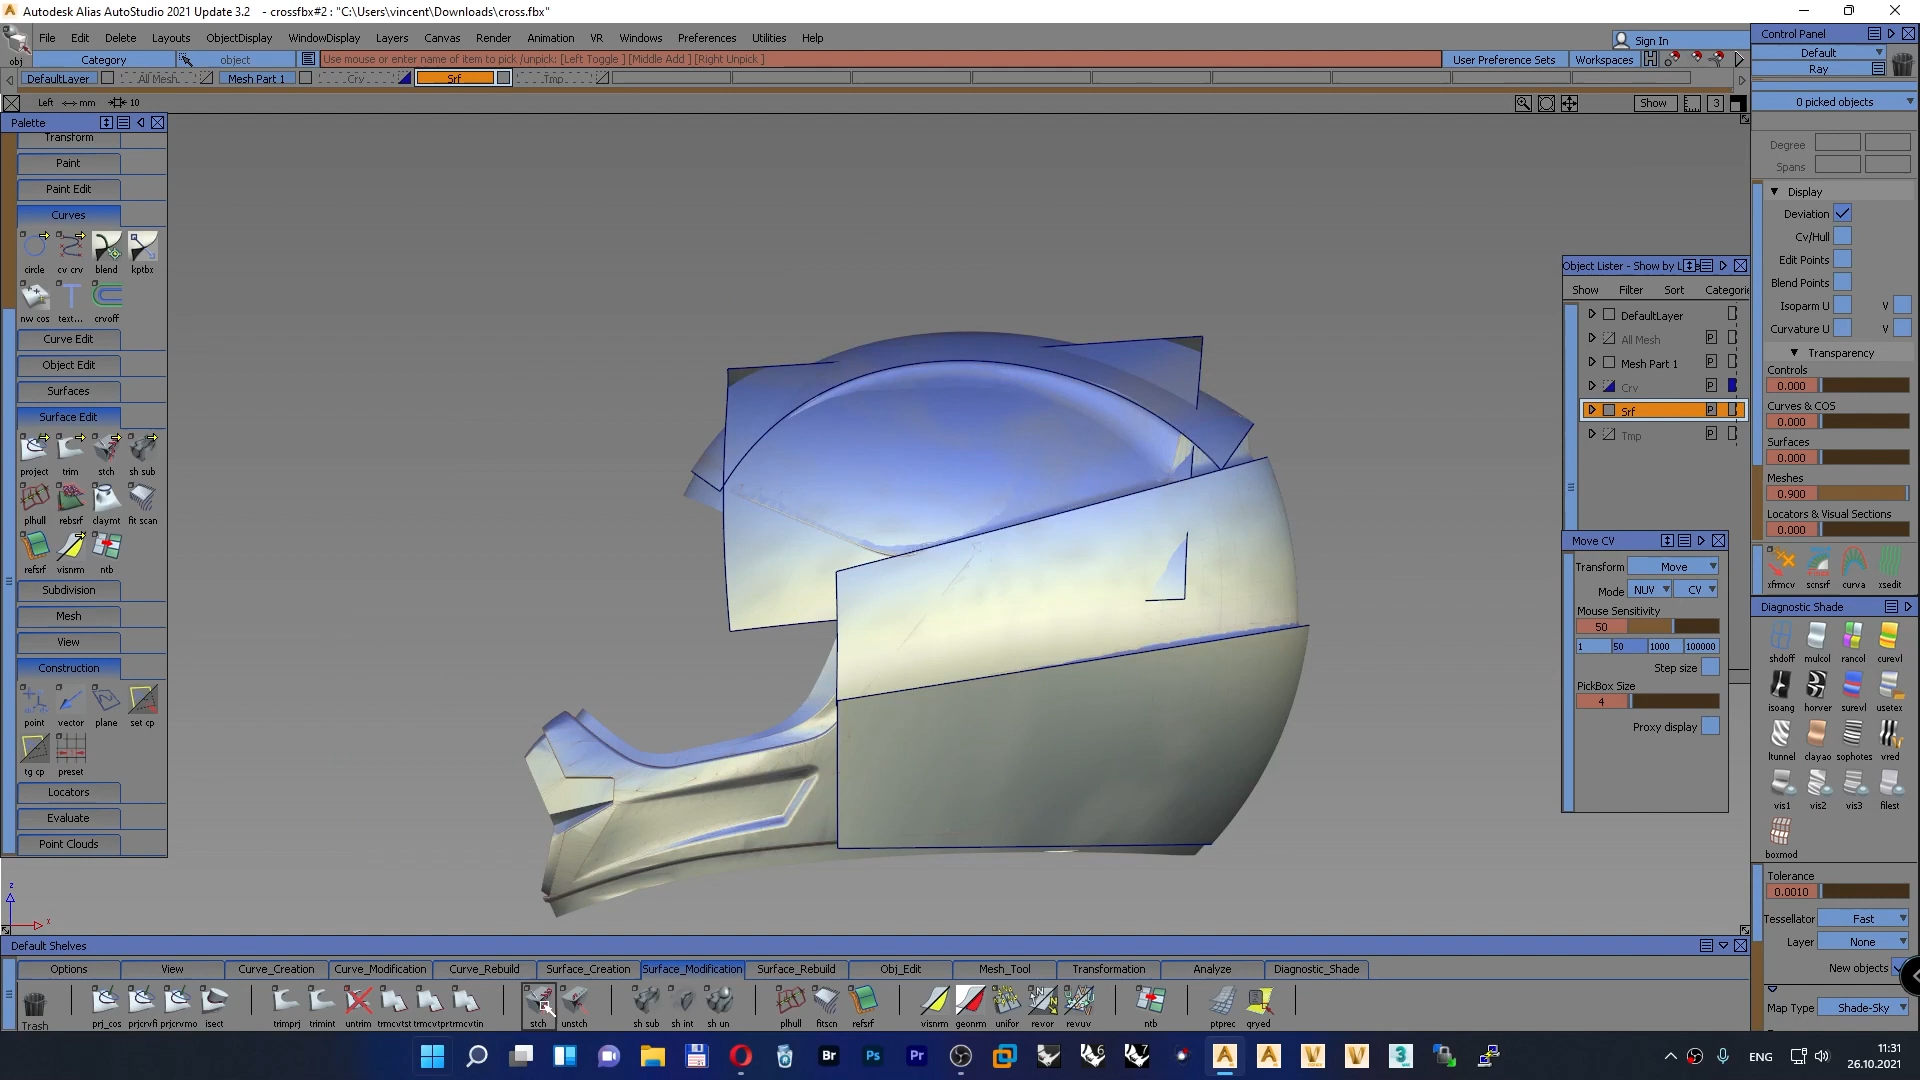 Autodesk Alias AutoStudio 2021 Update 3.2    - crossfbx#2 : "C:\Users\vincent\Downloads\cross.fbx"
File Edit Delete Layouts ObjectDisplay WindowDisplay Layers Canvas Render Animation VR Windows Preferences Utilities Help
Sign In
obj
Category object Use mouse or enter name of item to pick /unpick: [Left Toggle ] [Middle Add ] [Right Unpick ] User Preference Sets Workspaces
DefaultLayer All Mesh Mesh Part 1 Crv Srf Tmp
Left mm 10 Show 3
Palette
Transform
Paint
Paint Edit
Curves
circle cv crv blend kptbx
nw cos text... crvoff
Curve Edit
Object Edit
Surfaces
Surface Edit
project trim stch sh sub
plhull rebsrf claymt fit scan
refsrf visnrm ntb
Subdivision
Mesh
View
Construction
point vector plane set cp
tg cp preset
Locators
Evaluate
Point Clouds
z
x
Object Lister - Show by L
Show Filter Sort Categorie
DefaultLayer
All Mesh P
Mesh Part 1 P
Crv P
Srf P
Tmp P
Move CV
Transform Move
Mode NUV CV
Mouse Sensitivity
50
1 50 1000 100000
Step size
PickBox Size
4
Proxy display
Control Panel
Default
Ray
0 picked objects
Degree
Spans
Display
Deviation
Cv/Hull
Edit Points
Blend Points
Isoparm U V
Curvature U V
Transparency
Controls
0.000
Curves & COS
0.000
Surfaces
0.000
Meshes
0.900
Locators & Visual Sections
0.000
xfrmcv scnsrf curva xsedit
Diagnostic Shade
shdoff mulcol rancol curevl
isoang horver surevl usetex
ltunnel clayao sophotes vred
vis1 vis2 vis3 filest
boxmod
Tolerance
0.0010
Tessellator Fast
Layer None
New objects
Map Type Shade-Sky
Default Shelves
Options View Curve_Creation Curve_Modification Curve_Rebuild Surface_Creation Surface_Modification Surface_Rebuild Obj_Edit Mesh_Tool Transformation Analyze Diagnostic_Shade
Trash prj_cos prjcrvfi prjcrvmo isect trimprj trimint untrim trmcvtst trmcvtprtrmcvtin stch unstch sh sub sh int sh un plhull fitscn refsrf visnrm geonrm unifor revor revuv ntb ptprec qryed
Br Ps Pr 6 7 3 ENG 11:31
26.10.2021